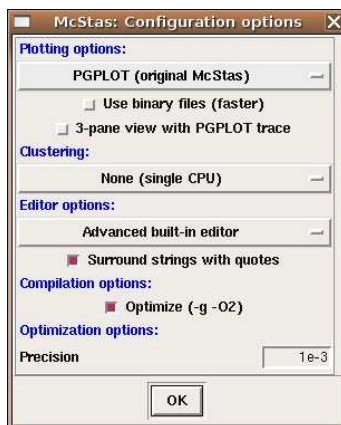 McStas: Configuration options
Plotting options:
PGPLOT (original McStas)
Use binary files (faster)
3-pane view with PGPLOT trace
Clustering:
None (single CPU)
Editor options:
Advanced built-in editor
Surround strings with quotes
Compilation options:
Optimize (-g -O2)
Optimization options:
Precision 1e-3
OK